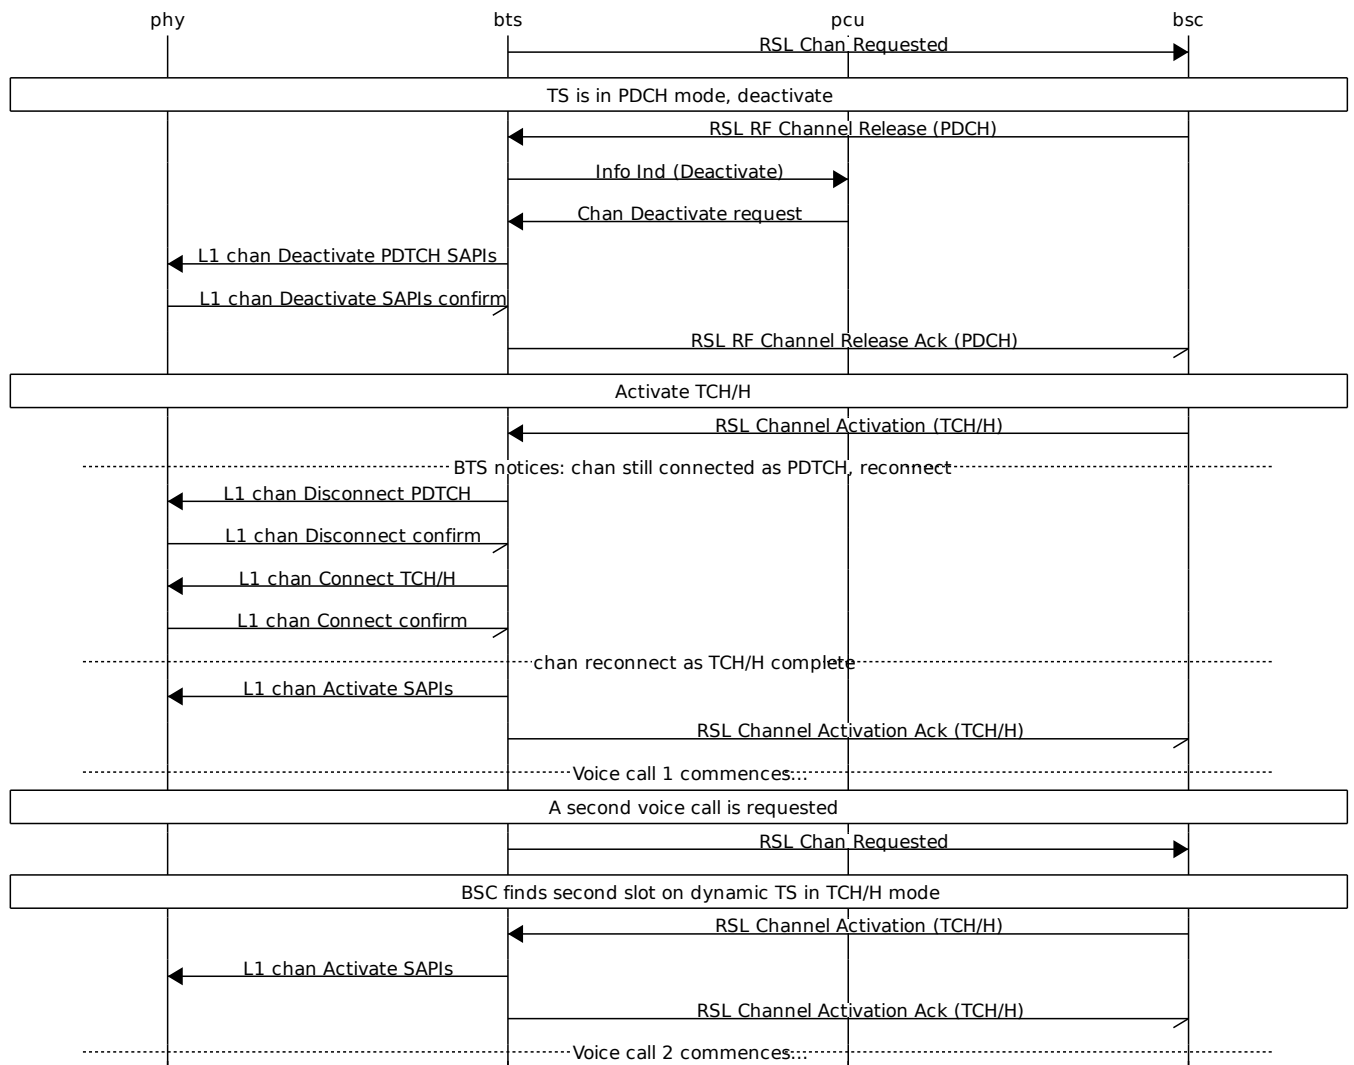 phy bts pcu bsc
RSL Chan Requested
TS is in PDCH mode, deactivate
RSL RF Channel Release (PDCH)
Info Ind (Deactivate)
Chan Deactivate request
L1 chan Deactivate PDTCH SAPIs
L1 chan Deactivate SAPIs confirm
RSL RF Channel Release Ack (PDCH)
Activate TCH/H
RSL Channel Activation (TCH/H)
BTS notices: chan still connected as PDTCH, reconnect
L1 chan Disconnect PDTCH
L1 chan Disconnect confirm
L1 chan Connect TCH/H
L1 chan Connect confirm
chan reconnect as TCH/H complete
L1 chan Activate SAPIs
RSL Channel Activation Ack (TCH/H)
Voice call 1 commences...
A second voice call is requested
RSL Chan Requested
BSC finds second slot on dynamic TS in TCH/H mode
RSL Channel Activation (TCH/H)
L1 chan Activate SAPIs
RSL Channel Activation Ack (TCH/H)
Voice call 2 commences...